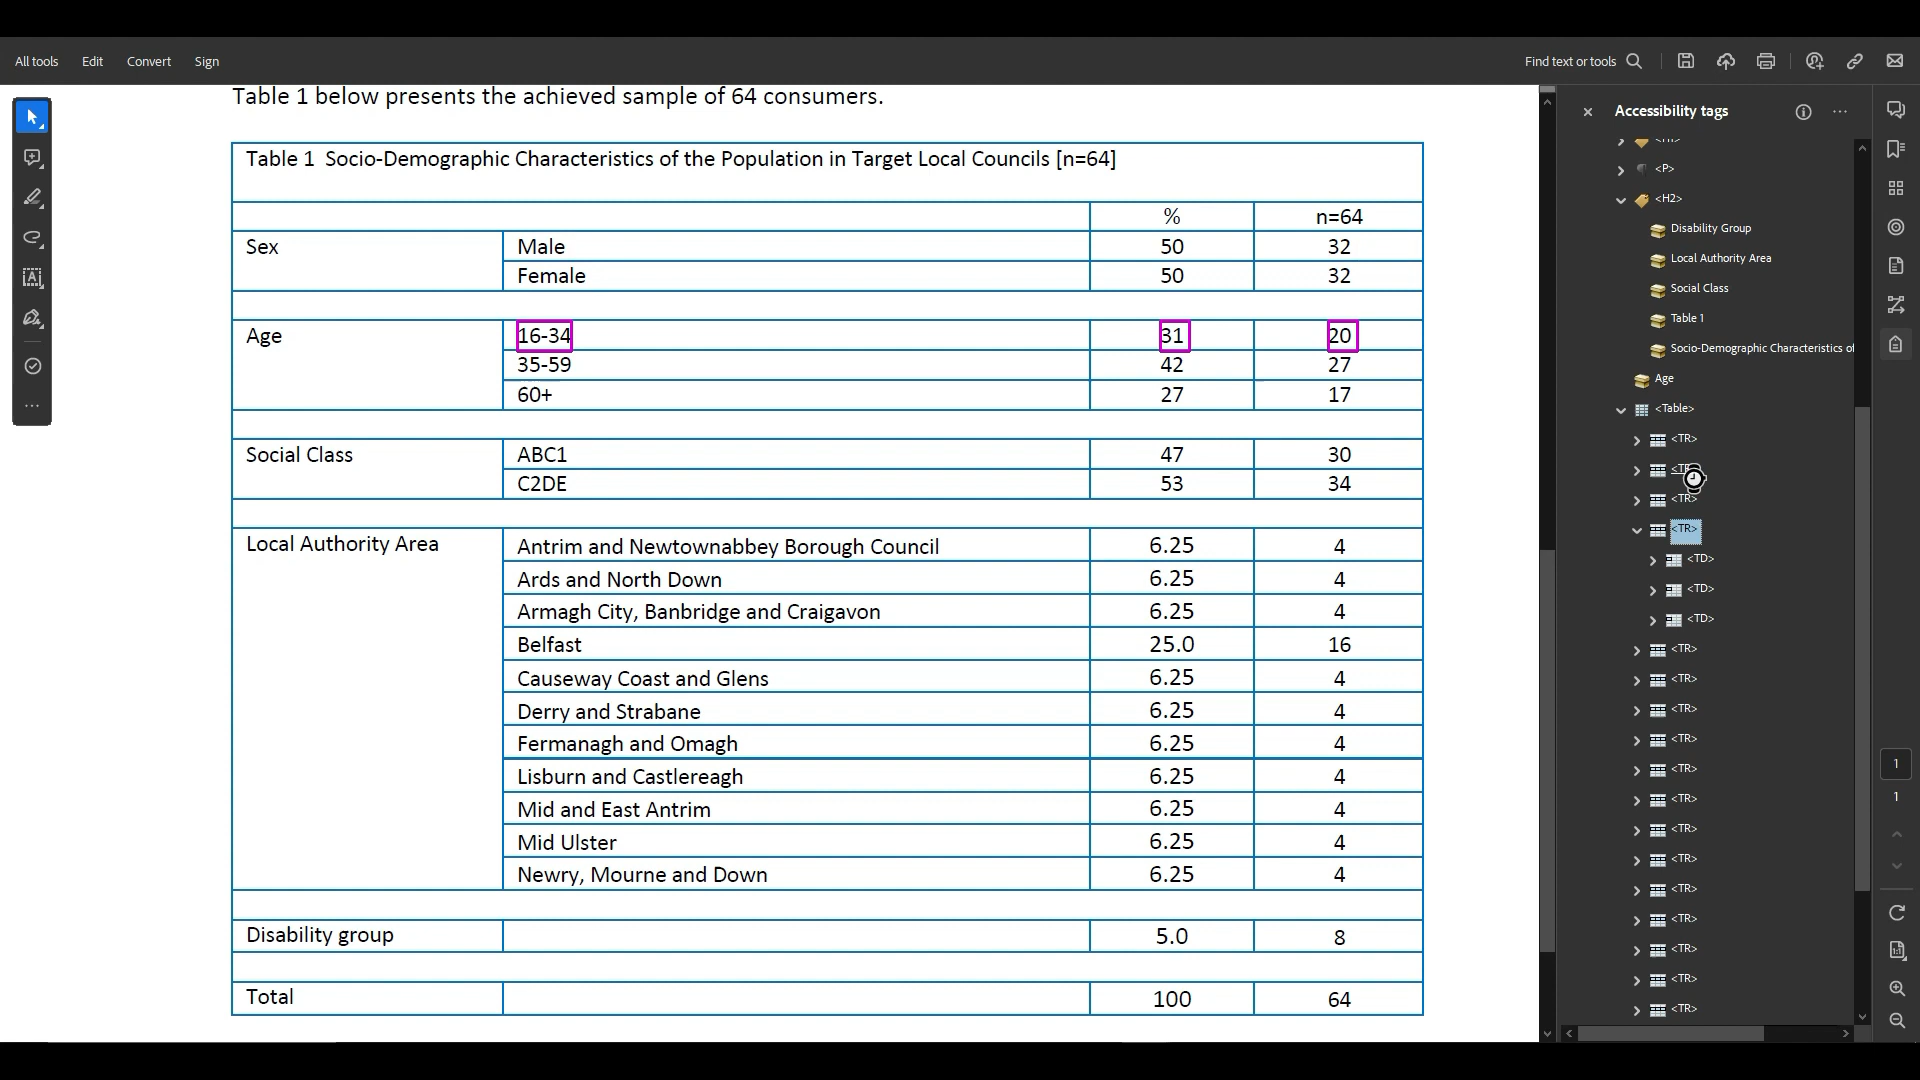 All tools Edit Convert Sign Find text or tools
Table 1 below presents the achieved sample of 64 consumers.
Table 1 Socio-Demographic Characteristics of the Population in Target Local Councils [n=64]
% n=64
Sex Male 50 32
Female 50 32
Age 16-34 31 20
35-59 42 27
60+ 27 17
Social Class ABC1 47 30
C2DE 53 34
Local Authority Area Antrim and Newtownabbey Borough Council 6.25 4
Ards and North Down 6.25 4
Armagh City, Banbridge and Craigavon 6.25 4
Belfast 25.0 16
Causeway Coast and Glens 6.25 4
Derry and Strabane 6.25 4
Fermanagh and Omagh 6.25 4
Lisburn and Castlereagh 6.25 4
Mid and East Antrim 6.25 4
Mid Ulster 6.25 4
Newry, Mourne and Down 6.25 4
Disability group 5.0 8
Total 100 64
Accessibility tags
<P>
<H2>
Disability Group
Local Authority Area
Social Class
Table 1
Socio-Demographic Characteristics of
Age
<Table>
<TR>
<TR>
<TR>
<TD>
<TD>
<TD>
<TR>
<TR>
<TR>
<TR>
<TR>
<TR>
<TR>
<TR>
<TR>
<TR>
<TR>
<TR>
<TR>
1
1